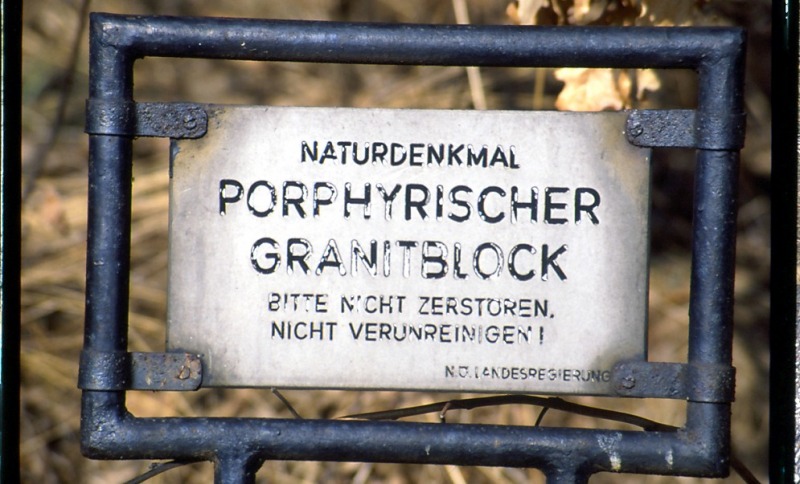 NATURDENKMAL
PORPHYRISCHER
GRANITBLOCK
BITTE NICHT ZERSTÖREN.
NICHT VERUNREINIGEN!
N.Ö. LANDESREGIERUNG